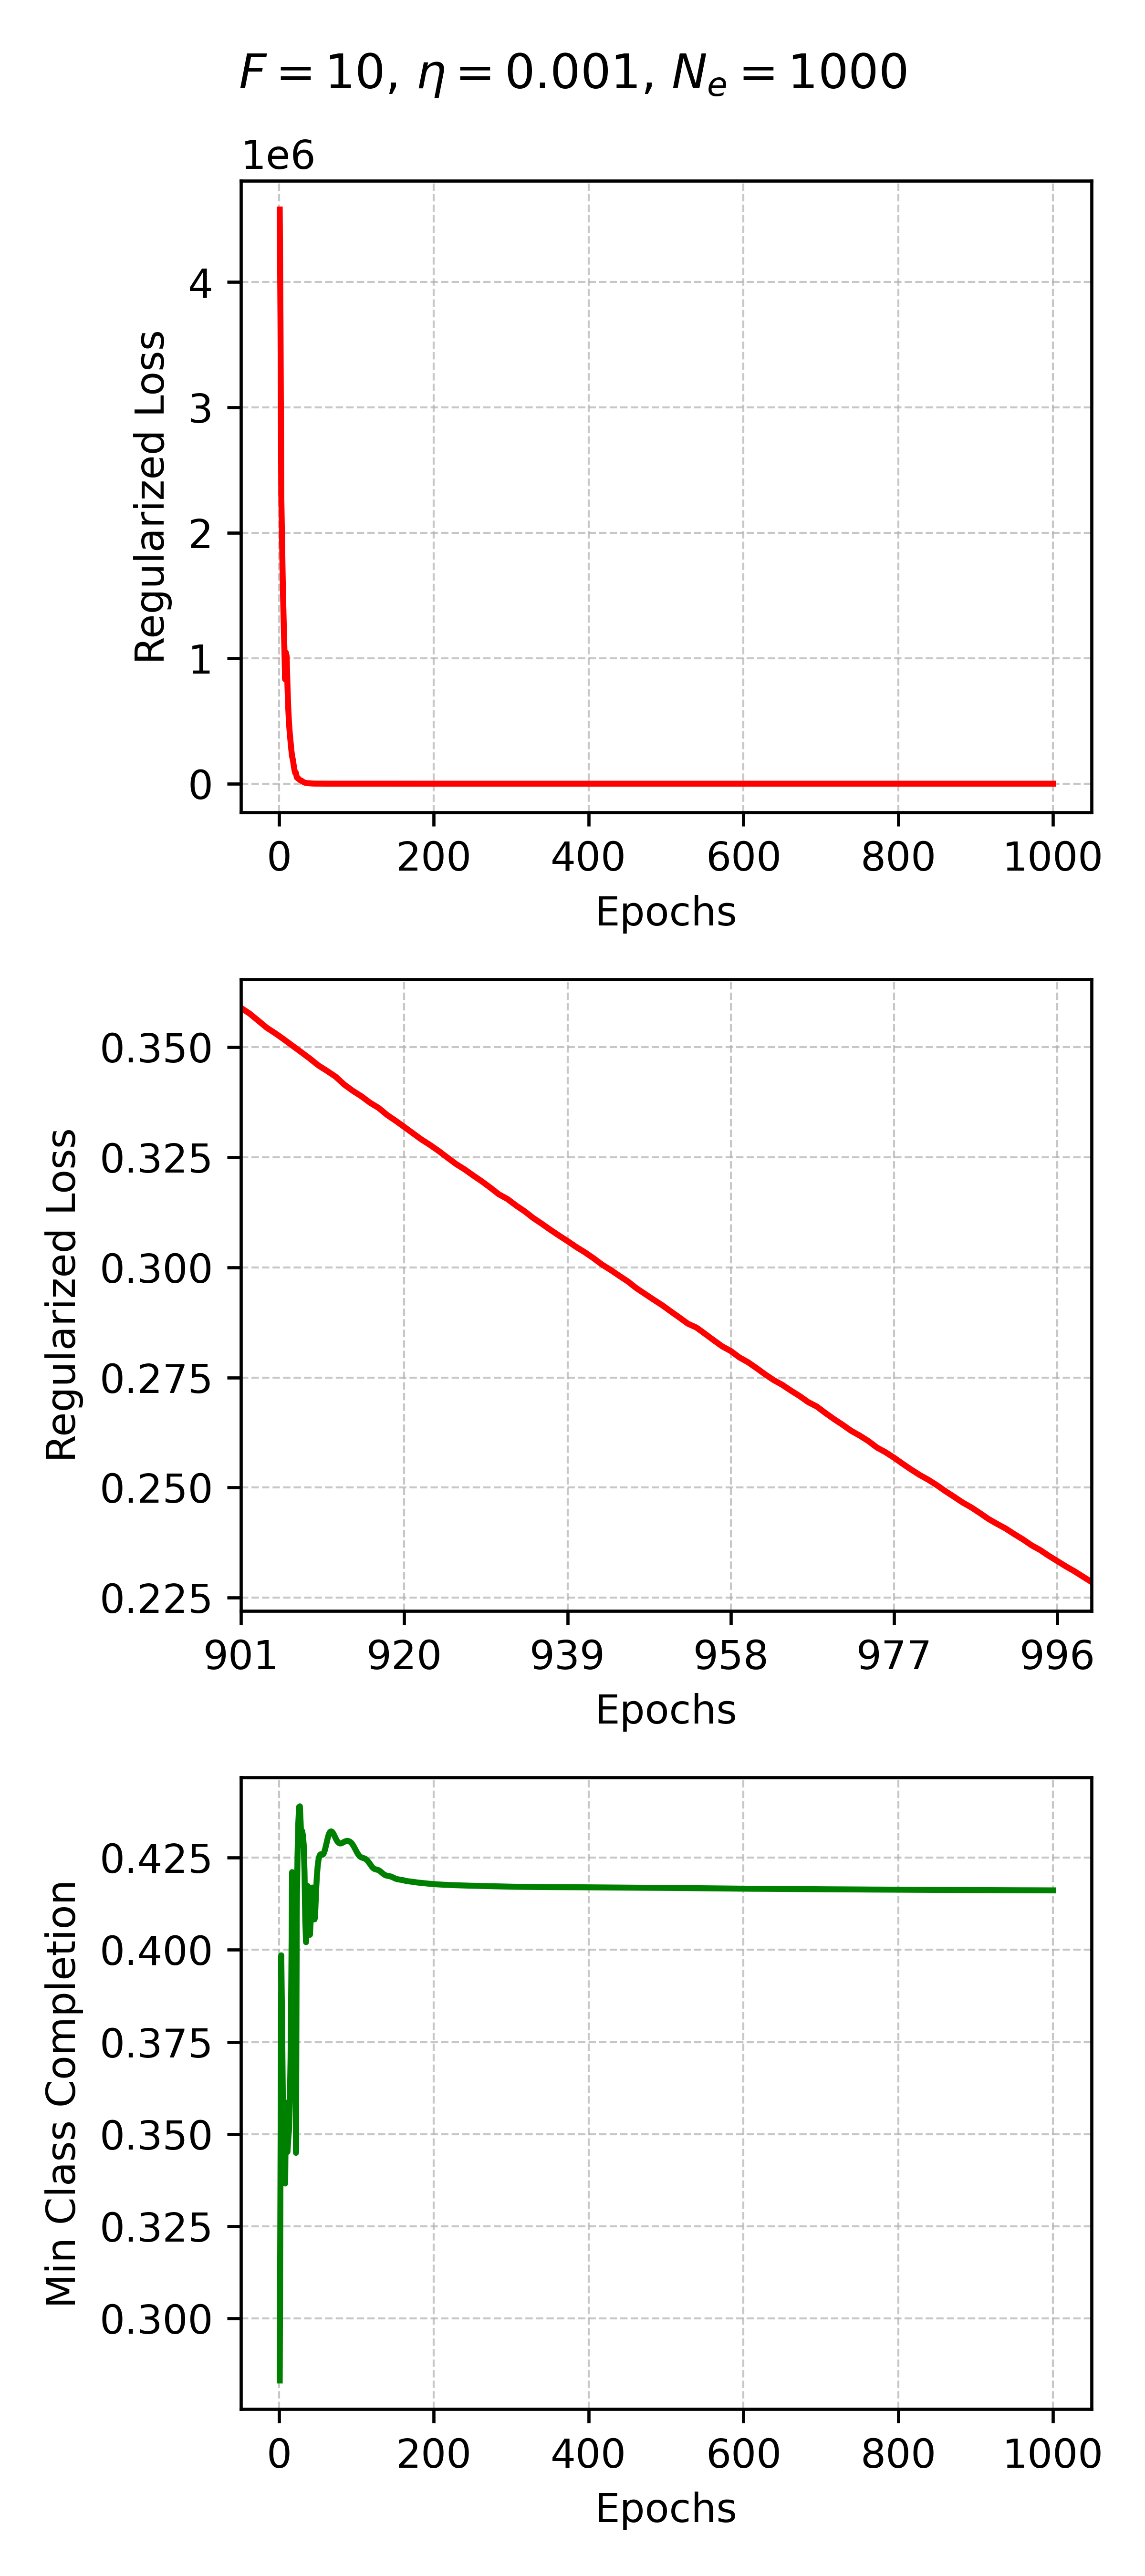 F = 10, η = 0.001, Nₑ = 1000
1e6
Regularized Loss
4
3
2
1
0
0 200 400 600 800 1000
Epochs
Regularized Loss
0.350
0.325
0.300
0.275
0.250
0.225
901 920 939 958 977 996
Epochs
Min Class Completion
0.425
0.400
0.375
0.350
0.325
0.300
0 200 400 600 800 1000
Epochs